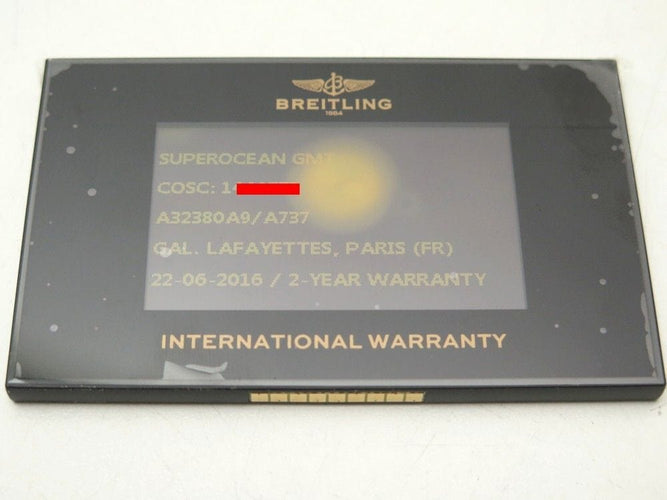 BREITLING
1884
SUPEROCEAN GMT
COSC: 1
A32380A9/A737
GAL. LAFAYETTES, PARIS (FR)
22-06-2016 / 2-YEAR WARRANTY
INTERNATIONAL WARRANTY